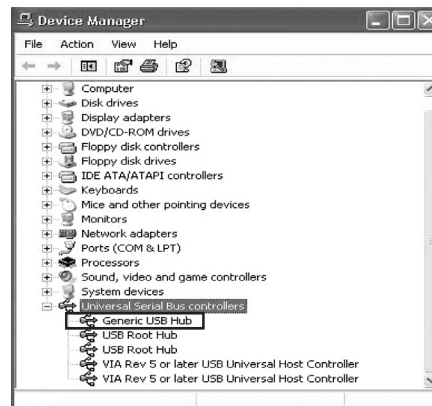 Device Manager
File Action View Help
Computer
Disk drives
Display adapters
DVD/CD-ROM drives
Floppy disk controllers
Floppy disk drives
IDE ATA/ATAPI controllers
Keyboards
Mice and other pointing devices
Monitors
Network adapters
Ports (COM & LPT)
Processors
Sound, video and game controllers
System devices
Universal Serial Bus controllers
Generic USB Hub
USB Root Hub
USB Root Hub
VIA Rev 5 or later USB Universal Host Controller
VIA Rev 5 or later USB Universal Host Controller